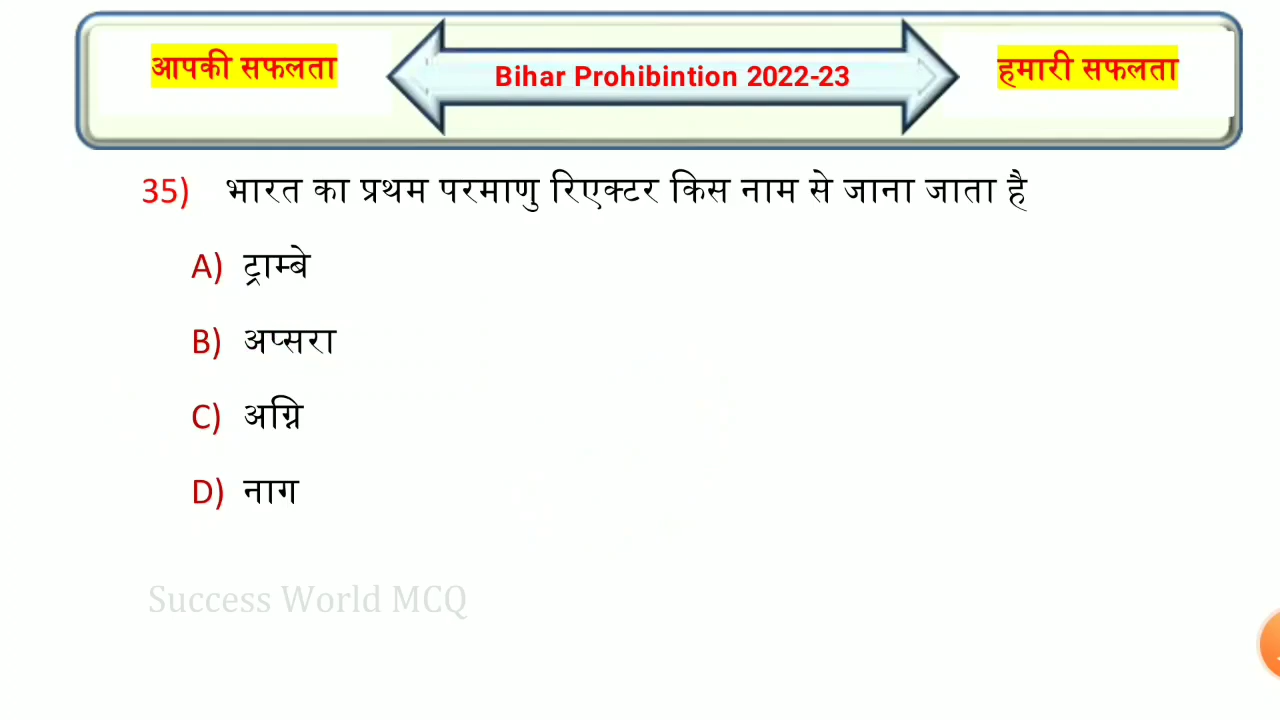 आपकी सफलता
Bihar Prohibintion 2022-23
हमारी सफलता
35) भारत का प्रथम परमाणु रिएक्टर किस नाम से जाना जाता है
A) ट्राम्बे
B) अप्सरा
C) अग्नि
D) नाग
Success World MCQ